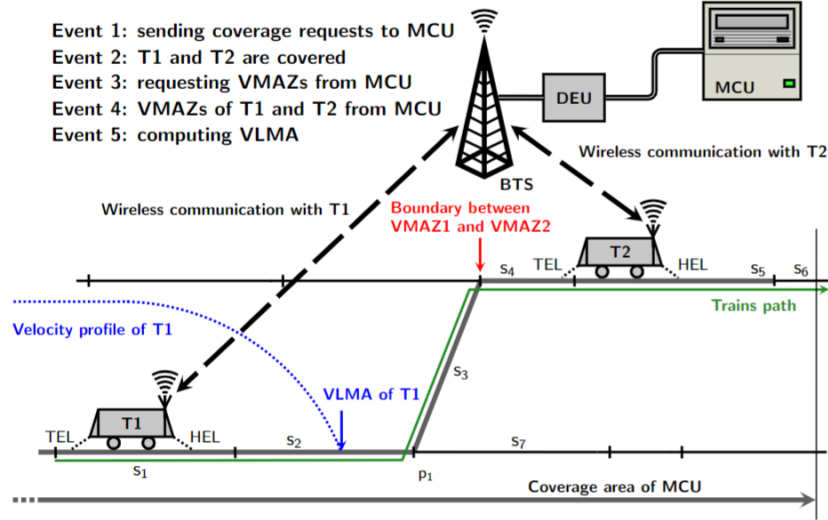 Event 1: sending coverage requests to MCU
Event 2: T1 and T2 are covered
Event 3: requesting VMAZs from MCU
Event 4: VMAZs of T1 and T2 from MCU
Event 5: computing VLMA
DEU
MCU
Wireless communication with T2
BTS
Wireless communication with T1
Boundary between
VMAZ1 and VMAZ2
s4
TEL
T2
HEL
s5
s6
Trains path
Velocity profile of T1
s3
VLMA of T1
T1
TEL
HEL
s2
s7
s1
p1
Coverage area of MCU